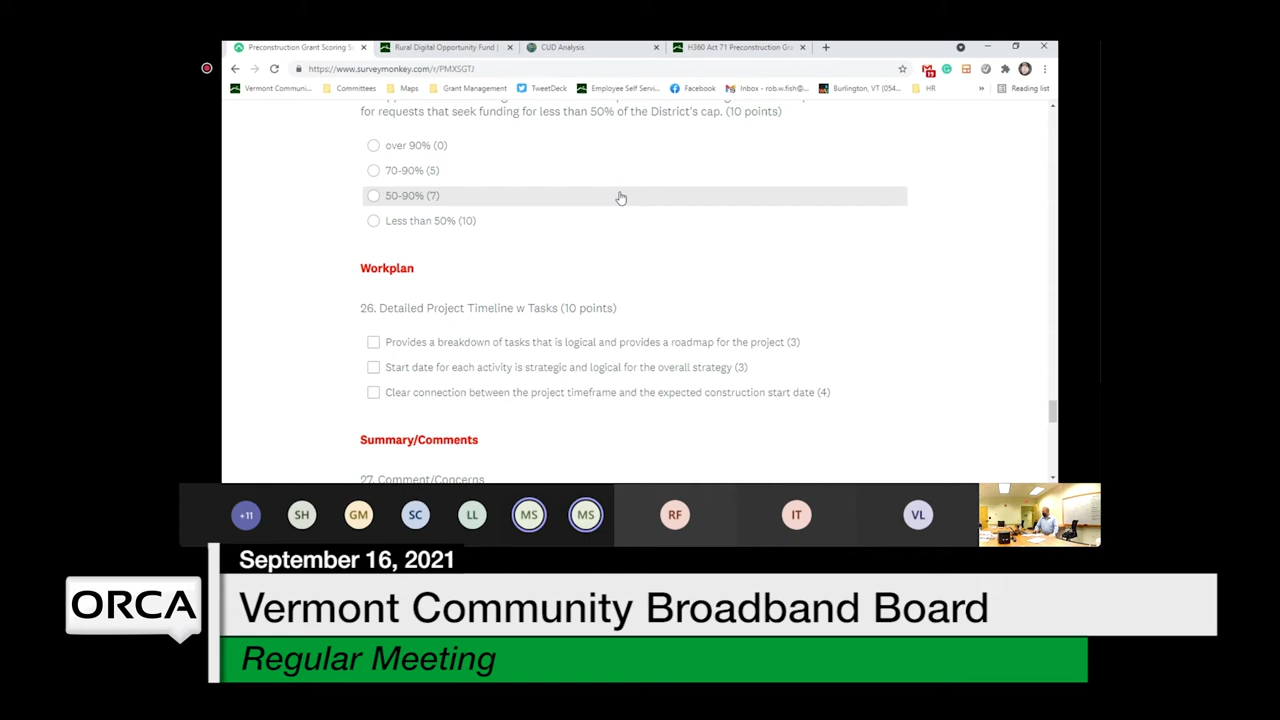 Preconstruction Grant Scoring S
Rural Digital Opportunity Fund |
CUD Analysis
H360 Act 71 Preconstruction Gra
https://www.surveymonkey.com/r/PMXSGTJ
Vermont Communi...
Committees
Maps
Grant Management
TweetDeck
Employee Self Servi...
Facebook
Inbox - rob.w.fish@...
Burlington, VT (054...
HR
»
Reading list
for requests that seek funding for less than 50% of the District's cap. (10 points)
over 90% (0)
70-90% (5)
50-90% (7)
Less than 50% (10)
Workplan
26. Detailed Project Timeline w Tasks (10 points)
Provides a breakdown of tasks that is logical and provides a roadmap for the project (3)
Start date for each activity is strategic and logical for the overall strategy (3)
Clear connection between the project timeframe and the expected construction start date (4)
Summary/Comments
27. Comment/Concerns
+11
SH
GM
SC
LL
MS
MS
RF
IT
VL
September 16, 2021
ORCA
Vermont Community Broadband Board
Regular Meeting